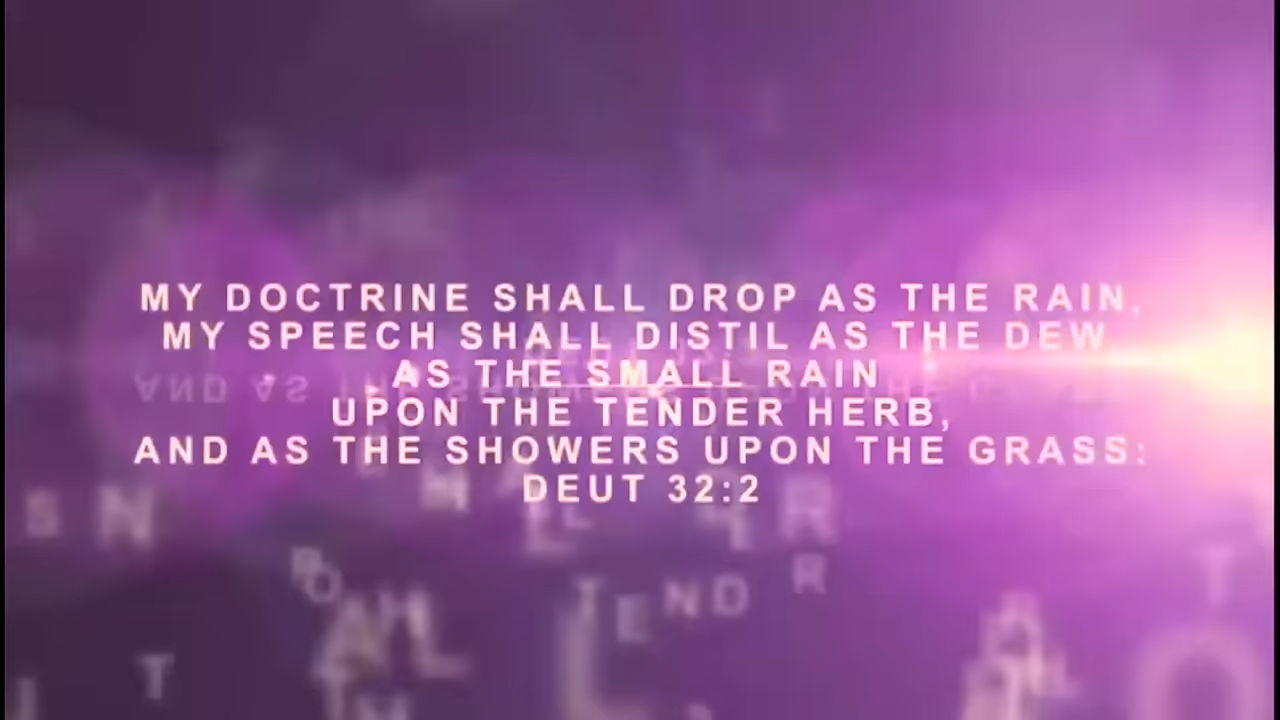 MY DOCTRINE SHALL DROP AS THE RAIN,
MY SPEECH SHALL DISTIL AS THE DEW,
AS THE SMALL RAIN
UPON THE TENDER HERB,
AND AS THE SHOWERS UPON THE GRASS:
DEUT 32:2